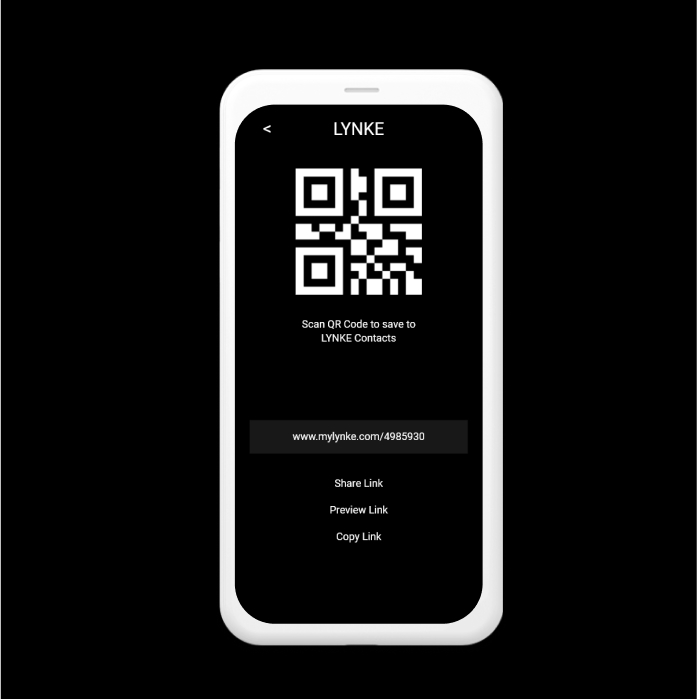 < LYNKE
Scan QR Code to save to
LYNKE Contacts
www.mylynke.com/4985930
Share Link
Preview Link
Copy Link